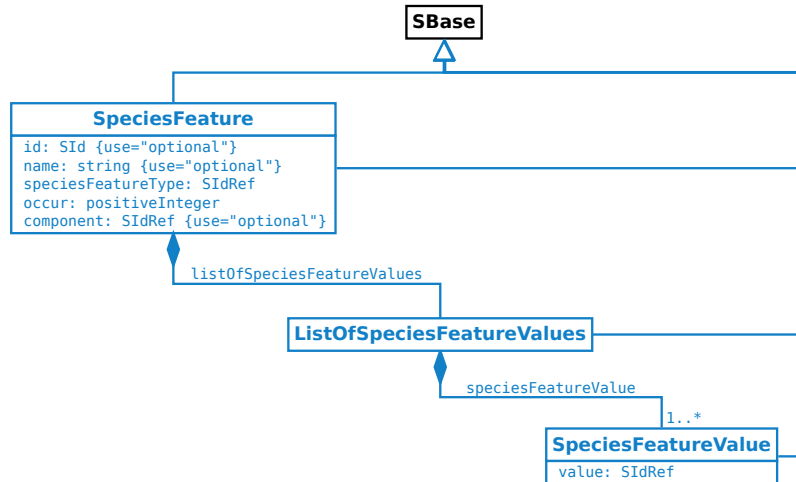 SBase
SpeciesFeature
id: SId {use="optional"}
name: string {use="optional"}
speciesFeatureType: SIdRef
occur: positiveInteger
component: SIdRef {use="optional"}
listOfSpeciesFeatureValues
ListOfSpeciesFeatureValues
speciesFeatureValue
1..*
SpeciesFeatureValue
value: SIdRef